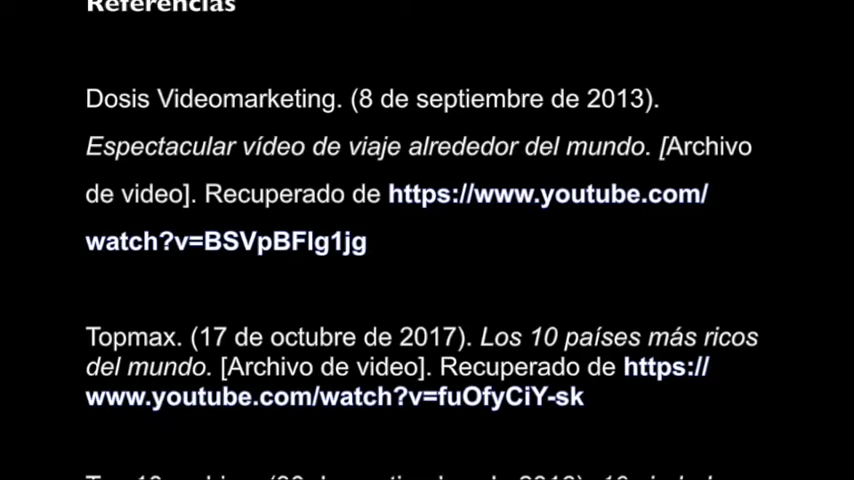 Referencias
Dosis Videomarketing. (8 de septiembre de 2013).
Espectacular vídeo de viaje alrededor del mundo. [Archivo
de video]. Recuperado de https://www.youtube.com/
watch?v=BSVpBFIg1jg
Topmax. (17 de octubre de 2017). Los 10 países más ricos
del mundo. [Archivo de video]. Recuperado de https://
www.youtube.com/watch?v=fuOfyCiY-sk